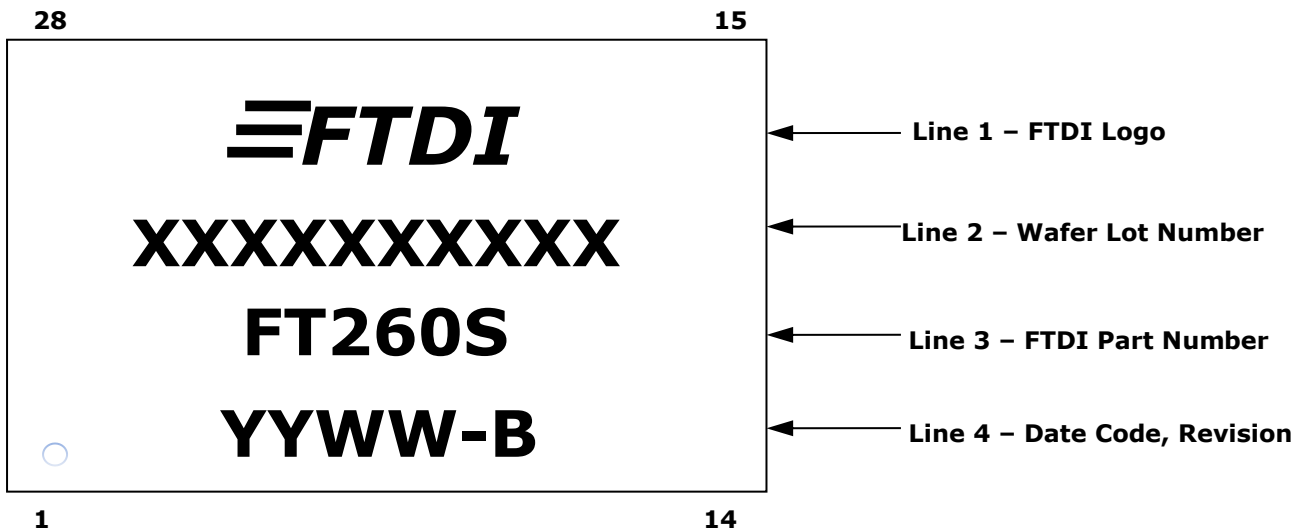 28 15
FTDI
Line 1 – FTDI Logo
XXXXXXXXXX
Line 2 – Wafer Lot Number
FT260S
Line 3 – FTDI Part Number
YYWW-B
Line 4 – Date Code, Revision
1 14